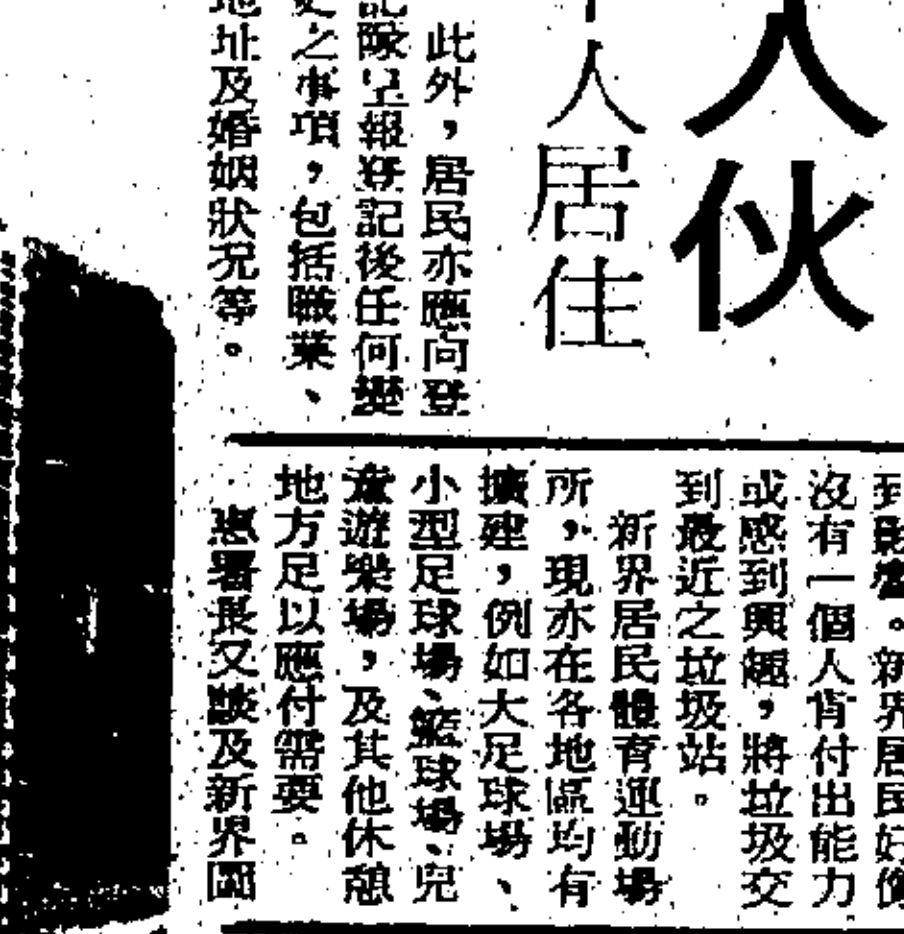 入伙
人居住
此外，居民亦應向登
記隊呈報登記後任何變
更之事項，包括職業、
地址及婚姻狀況等。
到影響。新界居民好像
沒有一個人肯付出能力
或感到興趣，將垃圾交
到最近之垃圾站。
新界居民體育運動場
所，現亦在各地區均有
擴建，例如大足球場、
小型足球場、籃球場、兒
童遊樂場，及其他休憩
地方足以應付需要。
署長又談及新界